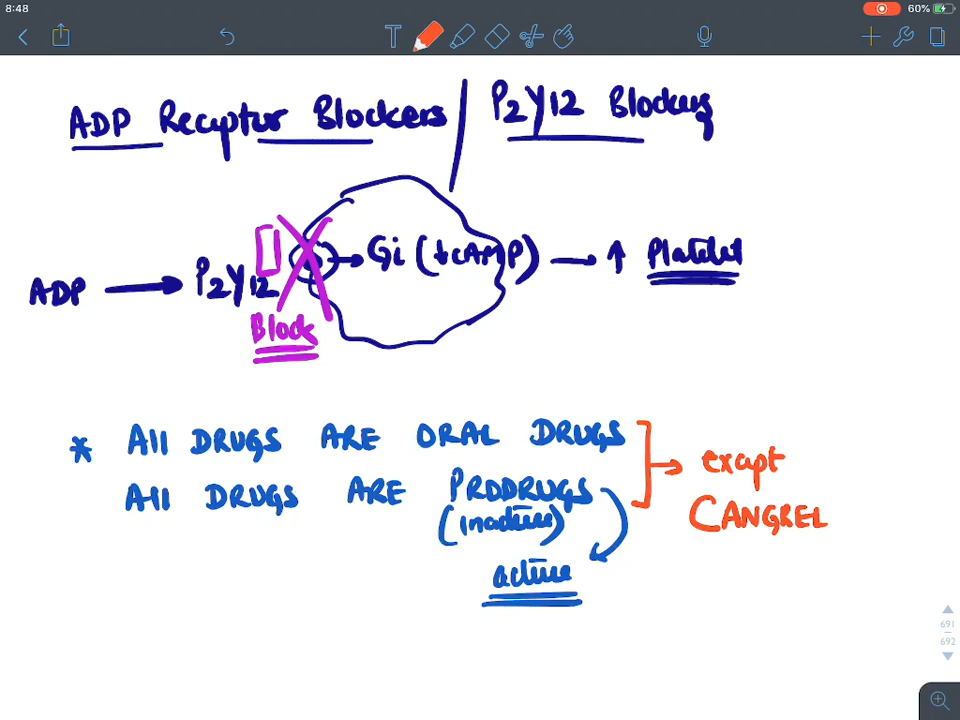 8:48
60%
T
ADP Receptor Blockers / P2Y12 Blockers
ADP → P2Y12 → Gi (↓cAMP) → ↑ Platelet
Block
* All DRUGS ARE ORAL DRUGS
All DRUGS ARE PRODRUGS
(inactive)
active
except
CANGREL
691
692